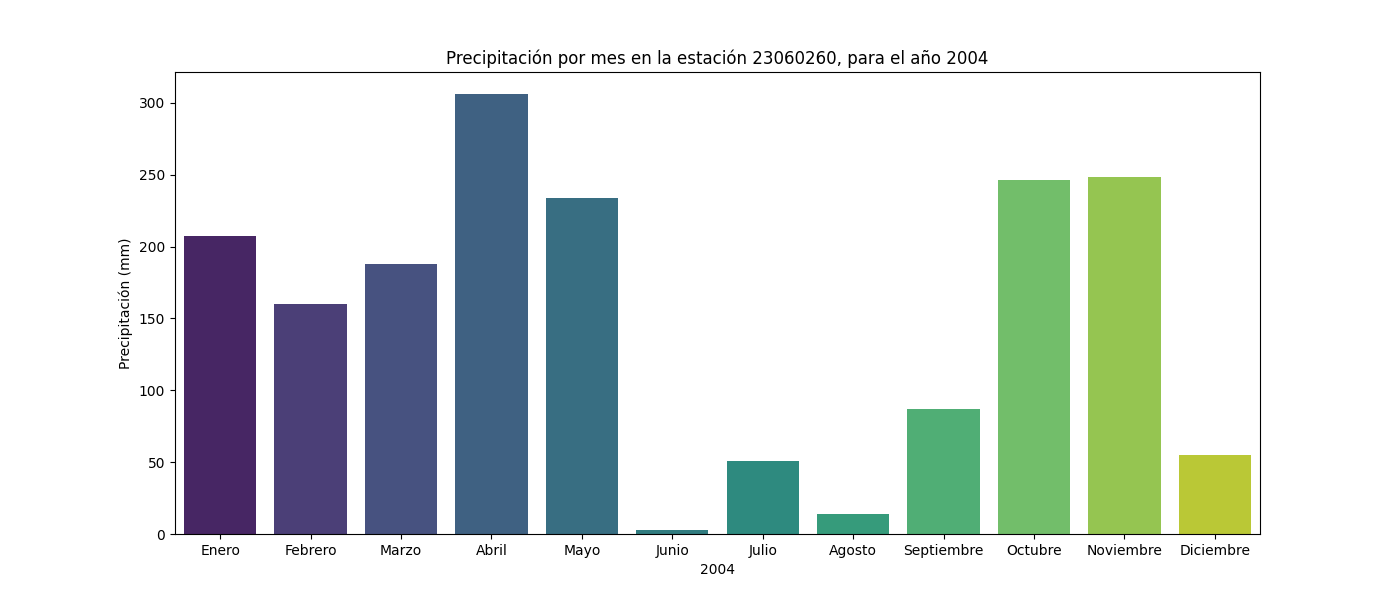 Precipitación por mes en la estación 23060260, para el año 2004
Precipitación (mm)
300
250
200
150
100
50
0
Enero Febrero Marzo Abril Mayo Junio Julio Agosto Septiembre Octubre Noviembre Diciembre
2004